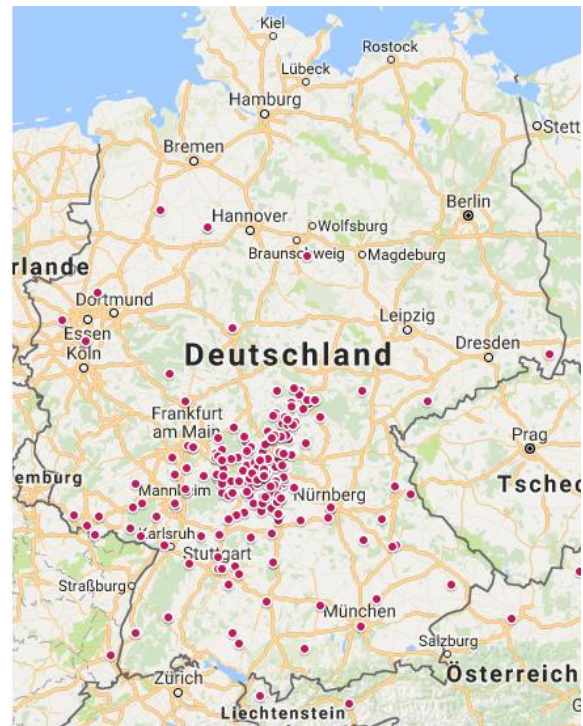 Kiel
Rostock
Lübeck
Hamburg
Stett
Bremen
Berlin
Hannover
Wolfsburg
Braunschweig
Magdeburg
rlande
Dortmund
Essen
Leipzig
Köln
Deutschland
Dresden
Frankfurt
am Main
Prag
emburg
Tschec
Mannheim
Nürnberg
Karlsruh
Stuttgart
Straßburg
München
Salzburg
Österreich
Zürich
Liechtenstein
G